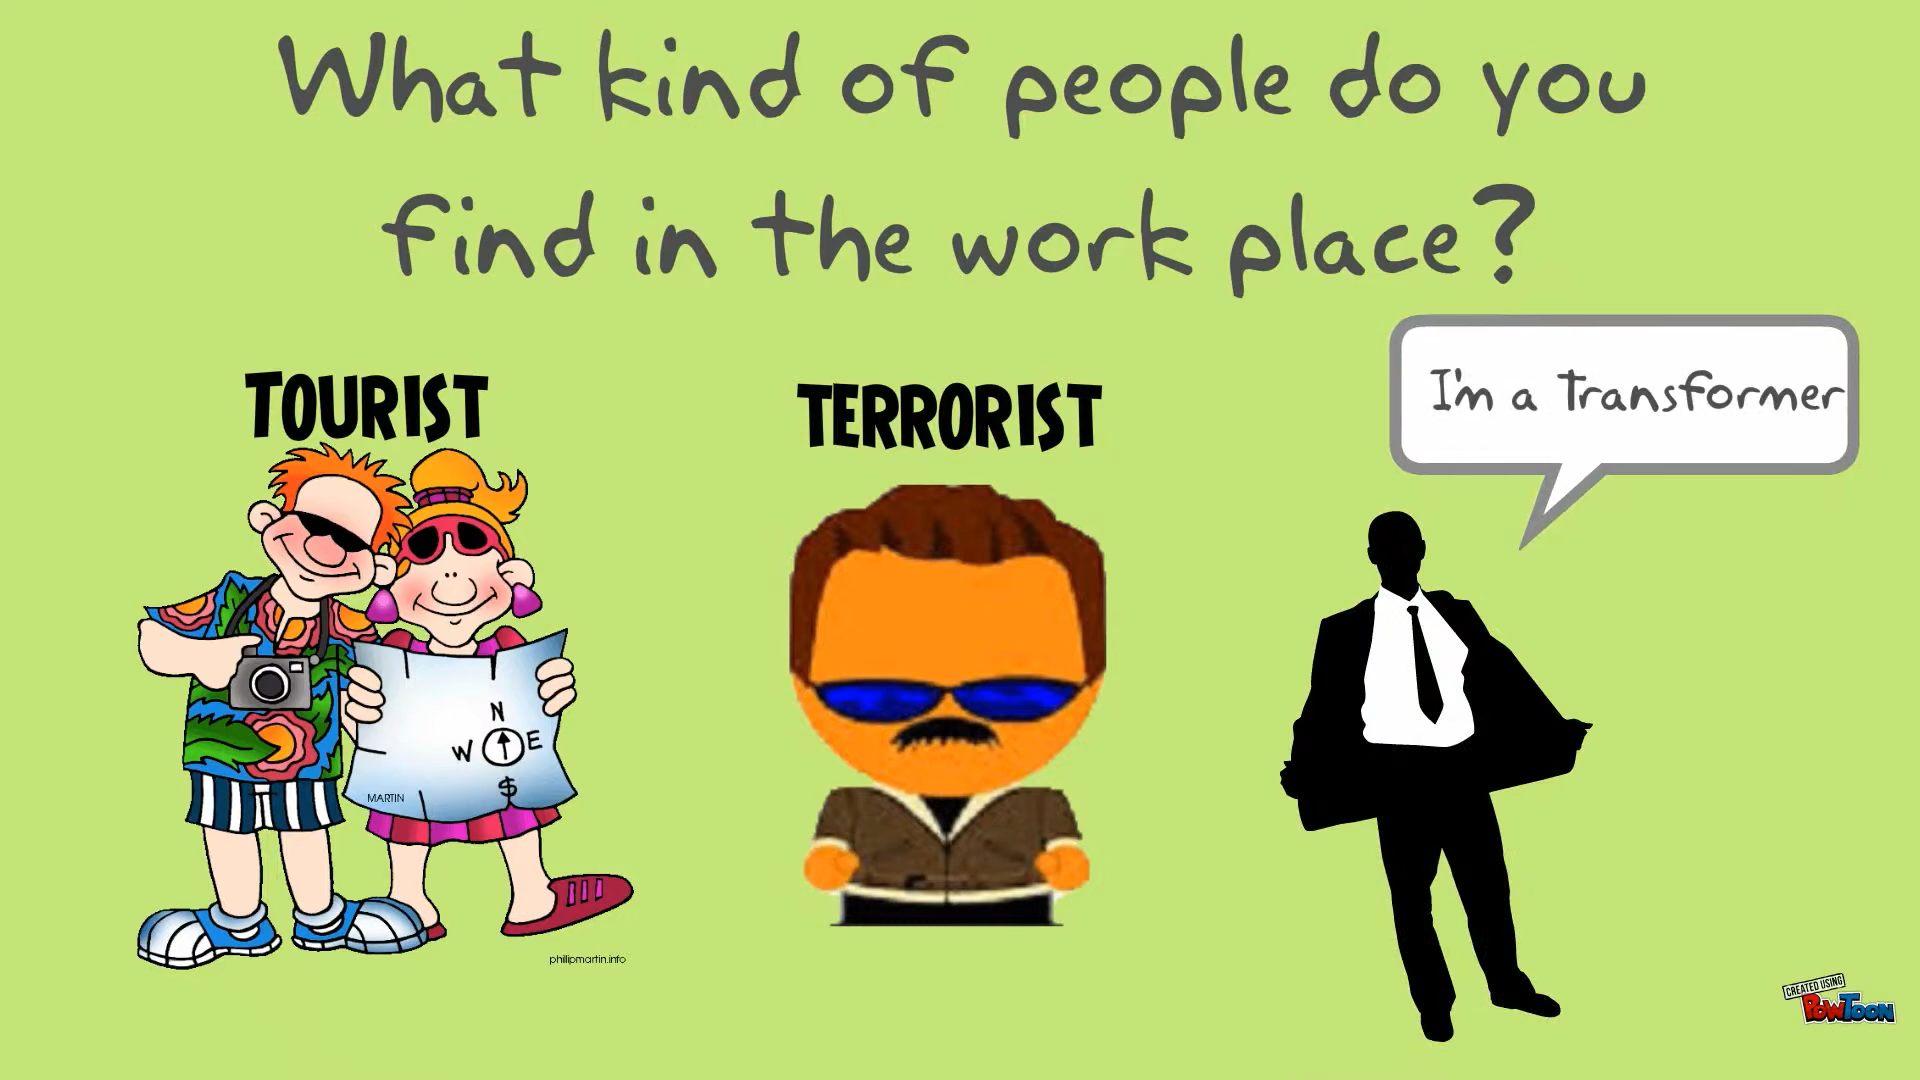 What kind of people do you
find in the work place?
I'm a transformer
TOURIST
TERRORIST
N
W E
$
MARTIN
phillipmartin.info
CREATED USING
POWTOON